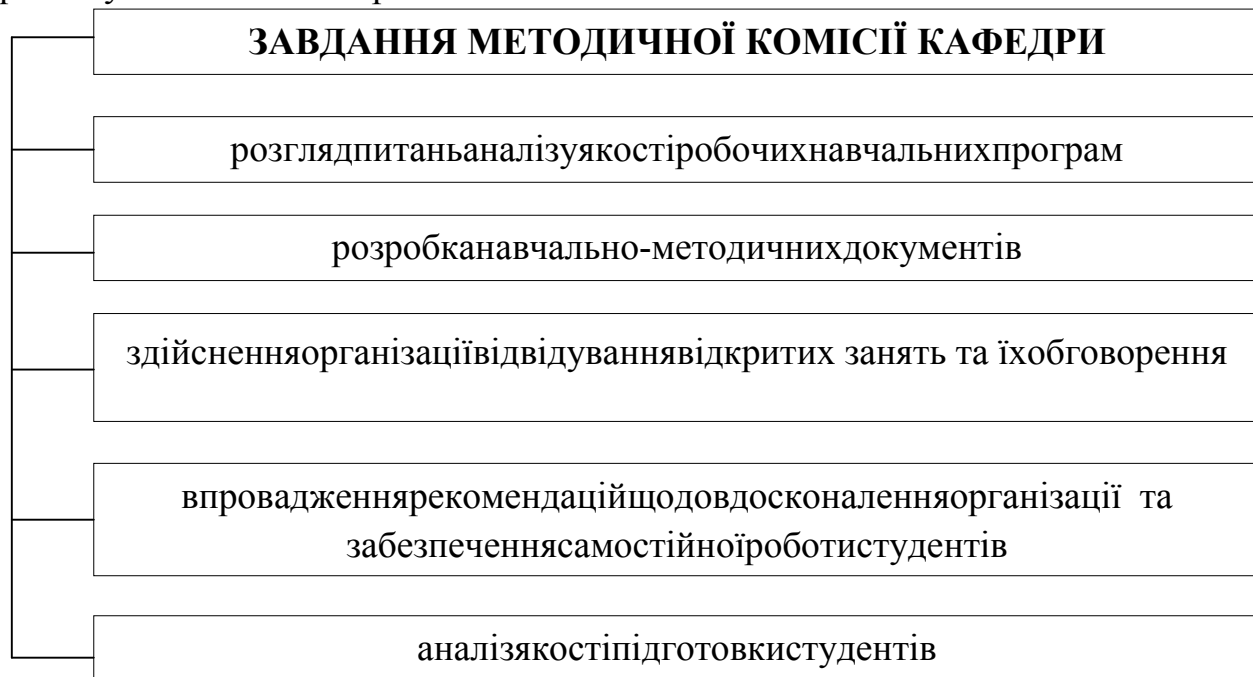 ЗАВДАННЯ МЕТОДИЧНОЇ КОМІСІЇ КАФЕДРИ
розглядпитаньаналізуякостіробочихнавчальнихпрограм
розробканавчально-методичнихдокументів
здійсненняорганізаціївідвідуваннявідкритих занять та їхобговорення
впровадженнярекомендаційщодовдосконаленняорганізації та
забезпеченнясамостійноїроботистудентів
аналізякостіпідготовкистудентів